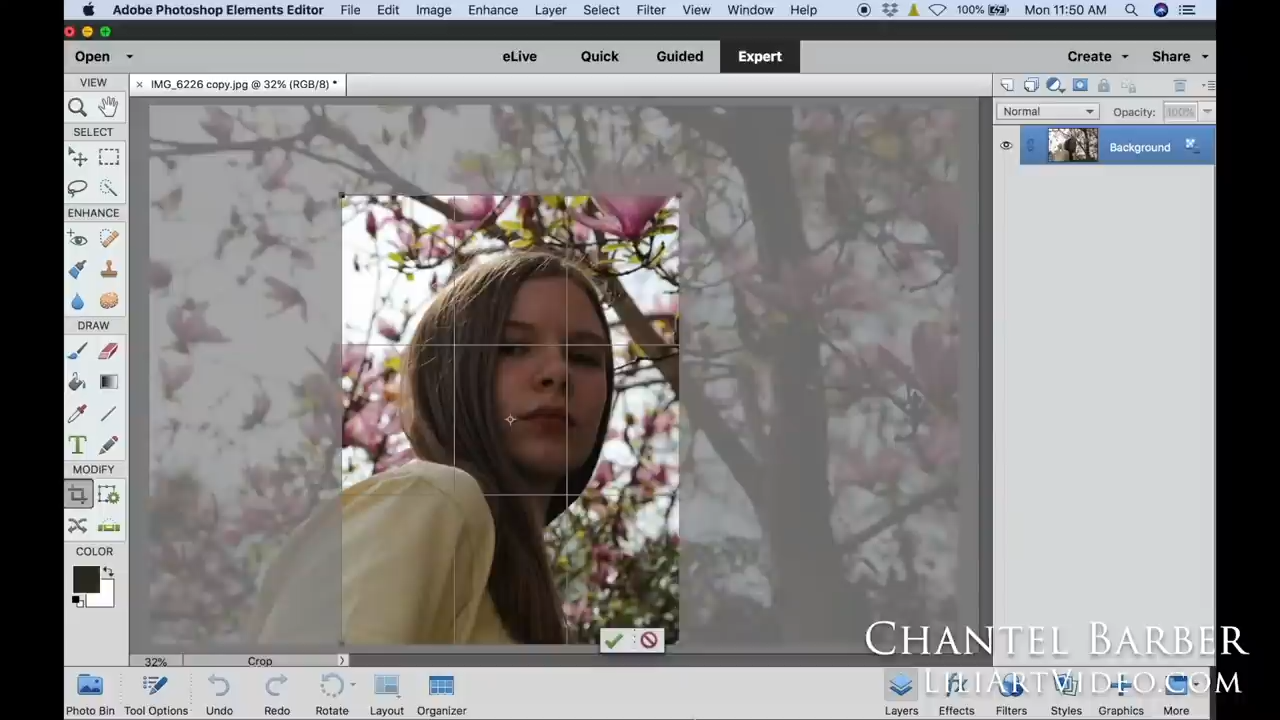 Adobe Photoshop Elements Editor File Edit Image Enhance Layer Select Filter View Window Help 100% Mon 11:50 AM
Open eLive Quick Guided Expert Create Share
VIEW
× IMG_6226 copy.jpg @ 32% (RGB/8) *
Normal Opacity: 100%
SELECT
Background
ENHANCE
DRAW
T
MODIFY
COLOR
CHANTEL BARBER
32% Crop
LILIARTVIDEO.COM
Photo Bin Tool Options Undo Redo Rotate Layout Organizer Layers Effects Filters Styles Graphics More